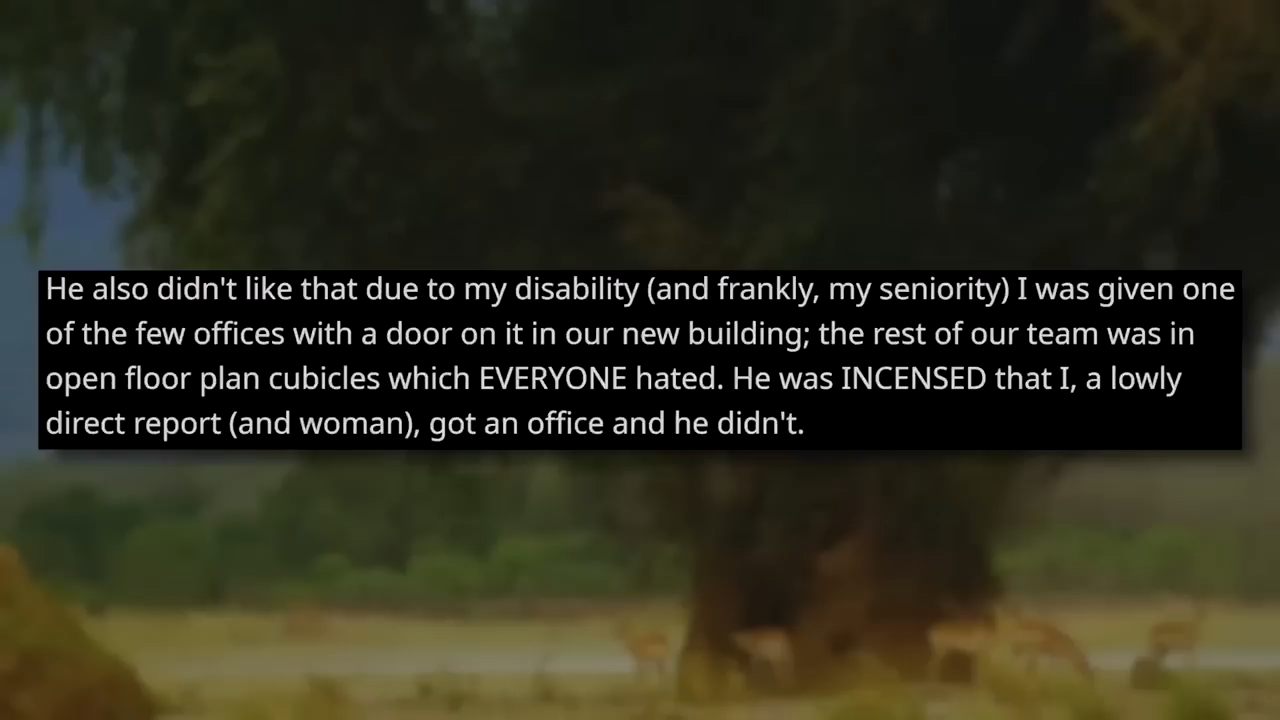 He also didn't like that due to my disability (and frankly, my seniority) I was given one
of the few offices with a door on it in our new building; the rest of our team was in
open floor plan cubicles which EVERYONE hated. He was INCENSED that I, a lowly
direct report (and woman), got an office and he didn't.